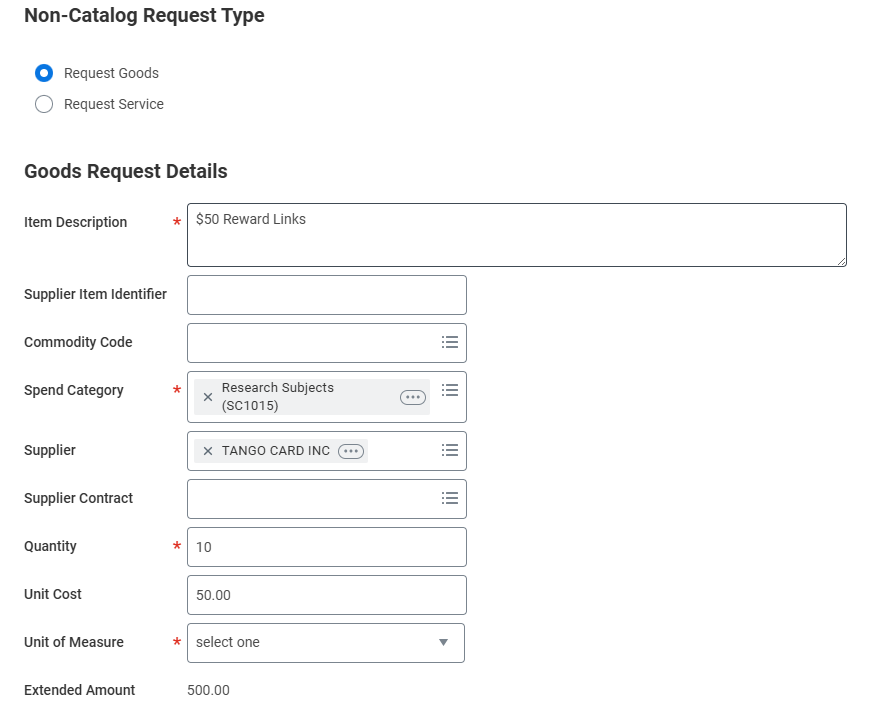 Non-Catalog Request Type
Request Goods
Request Service
Goods Request Details
Item Description * $50 Reward Links
Supplier Item Identifier
Commodity Code
Spend Category * × Research Subjects
(SC1015)
Supplier × TANGO CARD INC
Supplier Contract
Quantity * 10
Unit Cost 50.00
Unit of Measure * select one
Extended Amount 500.00